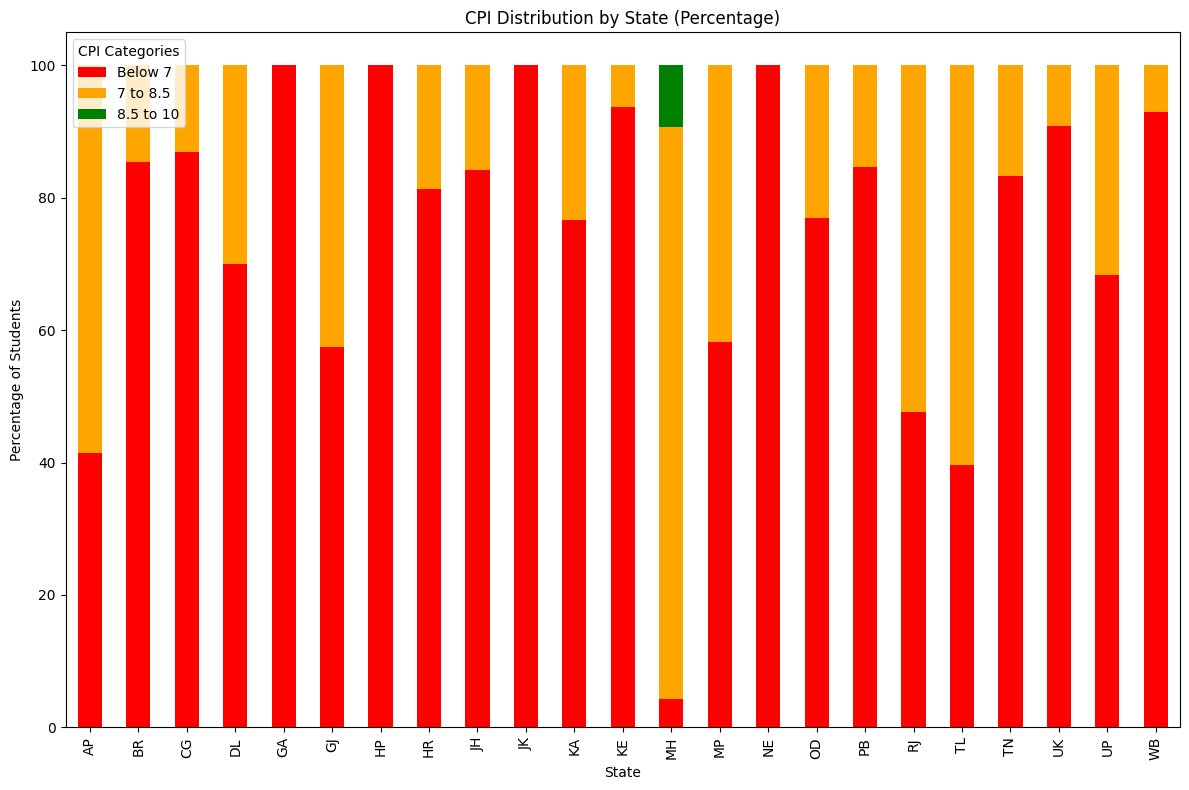 CPI Distribution by State (Percentage)
CPI Categories
Below 7
7 to 8.5
8.5 to 10
Percentage of Students
100
80
60
40
20
0
AP BR CG DL GA GJ HP HR JH JK KA KE MH MP NE OD PB RJ TL TN UK UP WB
State